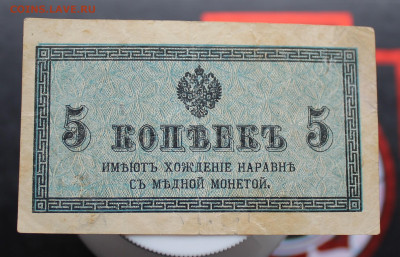 COINS.LAVE.RU
5 КОПѢЕКЪ 5
ИМѢЮТЪ ХОЖДЕНІЕ НАРАВНѢ
СЪ МѢДНОЙ МОНЕТОЙ.